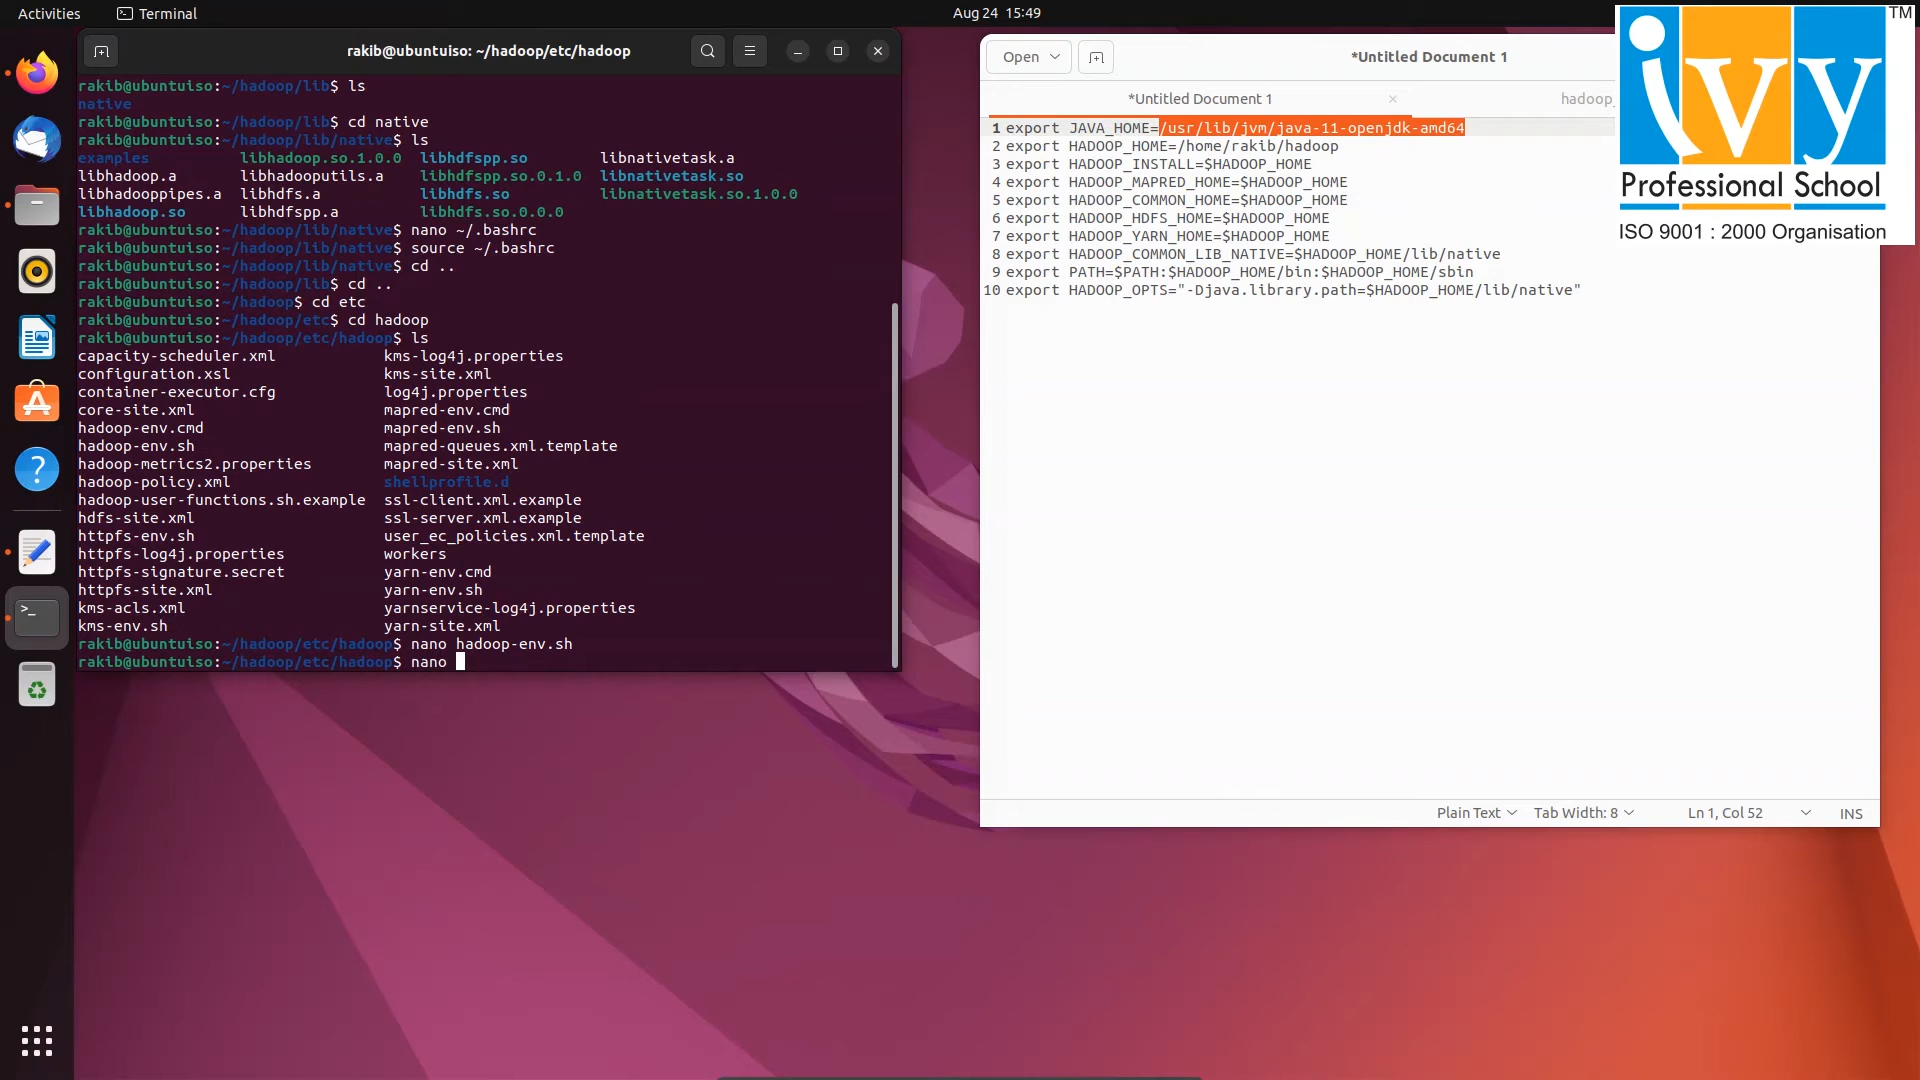 Activities
Terminal
Aug 24 15:49
rakib@ubuntuiso: ~/hadoop/etc/hadoop
rakib@ubuntuiso:~/hadoop/lib$ ls
native
rakib@ubuntuiso:~/hadoop/lib$ cd native
rakib@ubuntuiso:~/hadoop/lib/native$ ls
examples libhadoop.so.1.0.0 libhdfspp.so libnativetask.a
libhadoop.a libhadooputils.a libhdfspp.so.0.1.0 libnativetask.so
libhadooppipes.a libhdfs.a libhdfs.so libnativetask.so.1.0.0
libhadoop.so libhdfspp.a libhdfs.so.0.0.0
rakib@ubuntuiso:~/hadoop/lib/native$ nano ~/.bashrc
rakib@ubuntuiso:~/hadoop/lib/native$ source ~/.bashrc
rakib@ubuntuiso:~/hadoop/lib/native$ cd ..
rakib@ubuntuiso:~/hadoop/lib$ cd ..
rakib@ubuntuiso:~/hadoop$ cd etc
rakib@ubuntuiso:~/hadoop/etc$ cd hadoop
rakib@ubuntuiso:~/hadoop/etc/hadoop$ ls
capacity-scheduler.xml kms-log4j.properties
configuration.xsl kms-site.xml
container-executor.cfg log4j.properties
core-site.xml mapred-env.cmd
hadoop-env.cmd mapred-env.sh
hadoop-env.sh mapred-queues.xml.template
hadoop-metrics2.properties mapred-site.xml
hadoop-policy.xml shellprofile.d
hadoop-user-functions.sh.example ssl-client.xml.example
hdfs-site.xml ssl-server.xml.example
httpfs-env.sh user_ec_policies.xml.template
httpfs-log4j.properties workers
httpfs-signature.secret yarn-env.cmd
httpfs-site.xml yarn-env.sh
kms-acls.xml yarnservice-log4j.properties
kms-env.sh yarn-site.xml
rakib@ubuntuiso:~/hadoop/etc/hadoop$ nano hadoop-env.sh
rakib@ubuntuiso:~/hadoop/etc/hadoop$ nano
Open
*Untitled Document 1
*Untitled Document 1
hadoop_
1 export JAVA_HOME=/usr/lib/jvm/java-11-openjdk-amd64
2 export HADOOP_HOME=/home/rakib/hadoop
3 export HADOOP_INSTALL=$HADOOP_HOME
4 export HADOOP_MAPRED_HOME=$HADOOP_HOME
5 export HADOOP_COMMON_HOME=$HADOOP_HOME
6 export HADOOP_HDFS_HOME=$HADOOP_HOME
7 export HADOOP_YARN_HOME=$HADOOP_HOME
8 export HADOOP_COMMON_LIB_NATIVE=$HADOOP_HOME/lib/native
9 export PATH=$PATH:$HADOOP_HOME/bin:$HADOOP_HOME/sbin
10 export HADOOP_OPTS="-Djava.library.path=$HADOOP_HOME/lib/native"
Plain Text
Tab Width: 8
Ln 1, Col 52
INS
TM
ivy
Professional School
ISO 9001 : 2000 Organisation